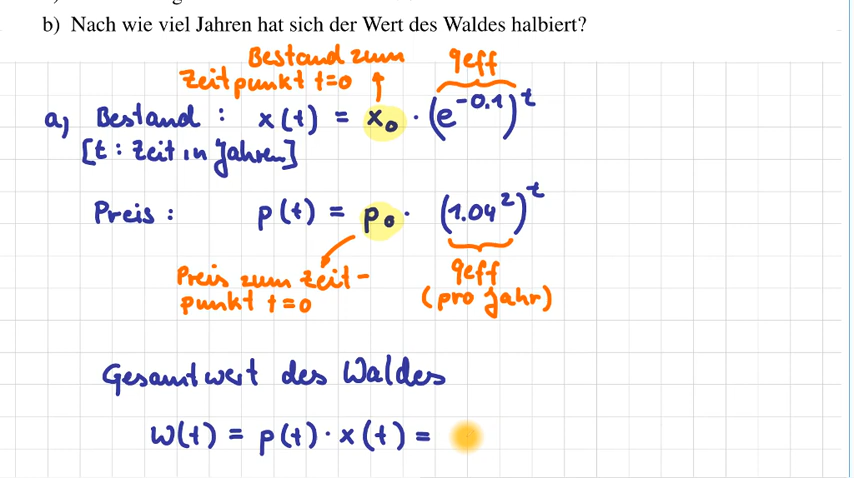 b) Nach wie viel Jahren hat sich der Wert des Waldes halbiert?
Bestand zum
Zeitpunkt t=0
qeff
a) Bestand : x(t) = x₀ · (e^-0.1)^t
[t : Zeit in Jahren]
Preis : p(t) = p₀ · (1.04²)^t
Preis zum Zeit-
punkt t=0
qeff
(pro Jahr)
Gesamtwert des Waldes
W(t) = p(t) · x(t) =